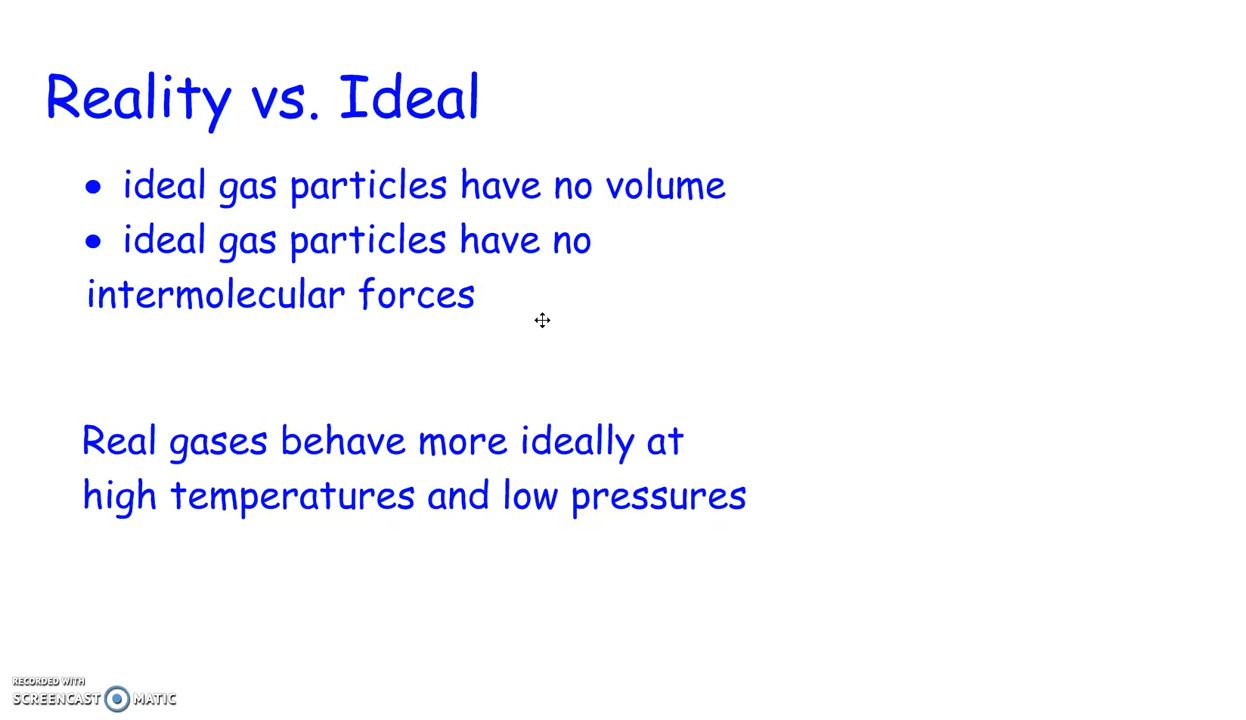 Reality vs. Ideal
• ideal gas particles have no volume
• ideal gas particles have no
intermolecular forces
Real gases behave more ideally at
high temperatures and low pressures
RECORDED WITH
SCREENCAST MATIC